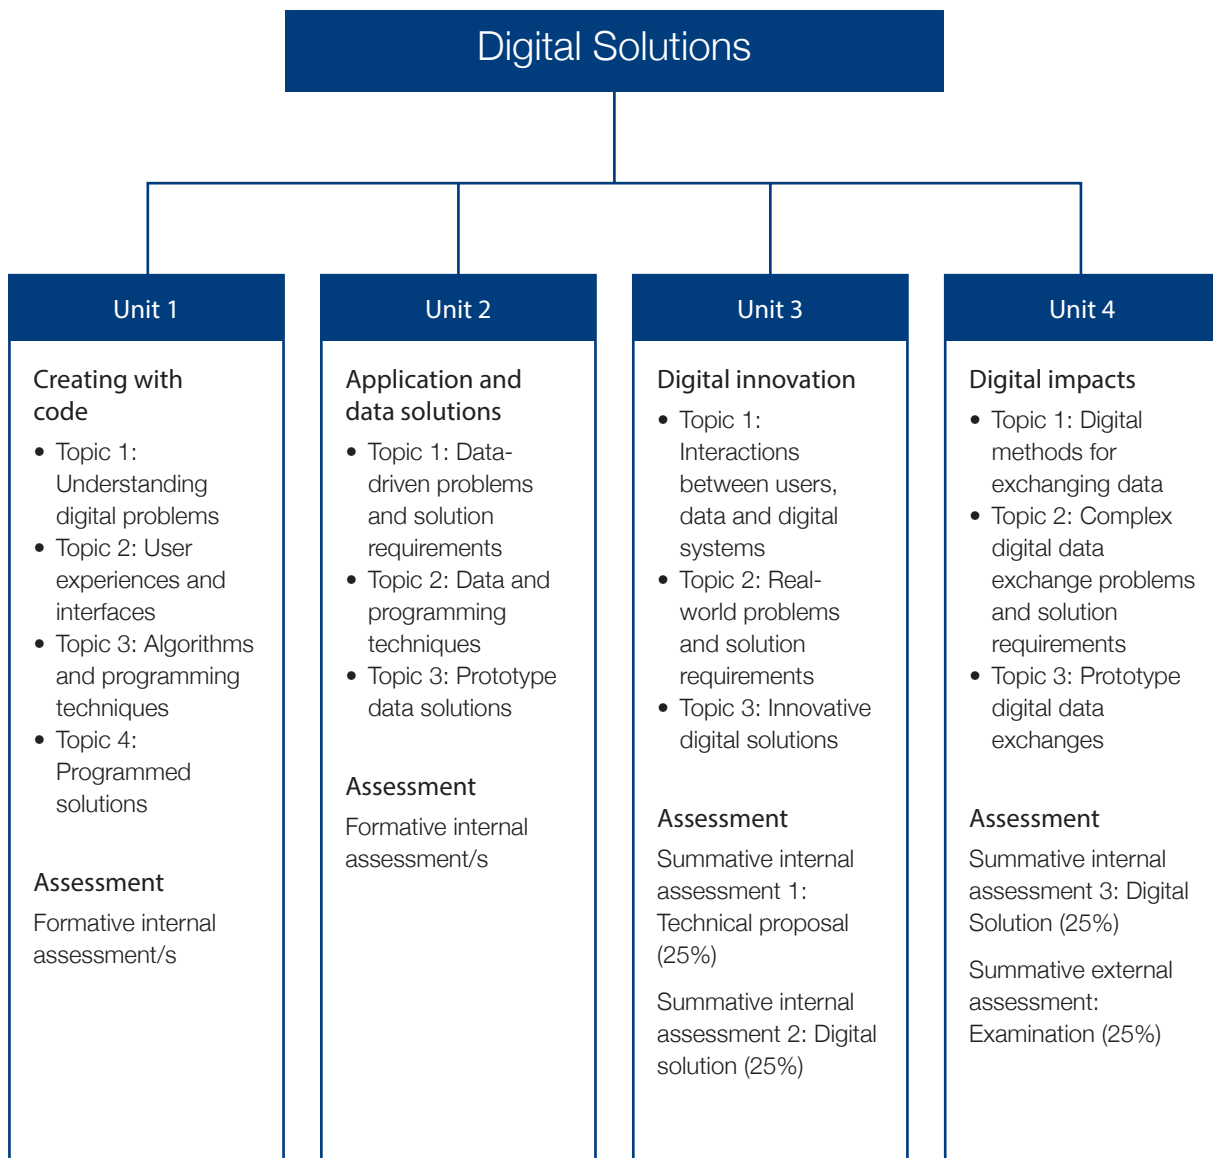 Digital Solutions
Unit 1
Creating with
code
• Topic 1:
Understanding
digital problems
• Topic 2: User
experiences and
interfaces
• Topic 3: Algorithms
and programming
techniques
• Topic 4:
Programmed
solutions
Assessment
Formative internal
assessment/s
Unit 2
Application and
data solutions
• Topic 1: Data-
driven problems
and solution
requirements
• Topic 2: Data and
programming
techniques
• Topic 3: Prototype
data solutions
Assessment
Formative internal
assessment/s
Unit 3
Digital innovation
• Topic 1:
Interactions
between users,
data and digital
systems
• Topic 2: Real-
world problems
and solution
requirements
• Topic 3: Innovative
digital solutions
Assessment
Summative internal
assessment 1:
Technical proposal
(25%)
Summative internal
assessment 2: Digital
solution (25%)
Unit 4
Digital impacts
• Topic 1: Digital
methods for
exchanging data
• Topic 2: Complex
digital data
exchange problems
and solution
requirements
• Topic 3: Prototype
digital data
exchanges
Assessment
Summative internal
assessment 3: Digital
Solution (25%)
Summative external
assessment:
Examination (25%)